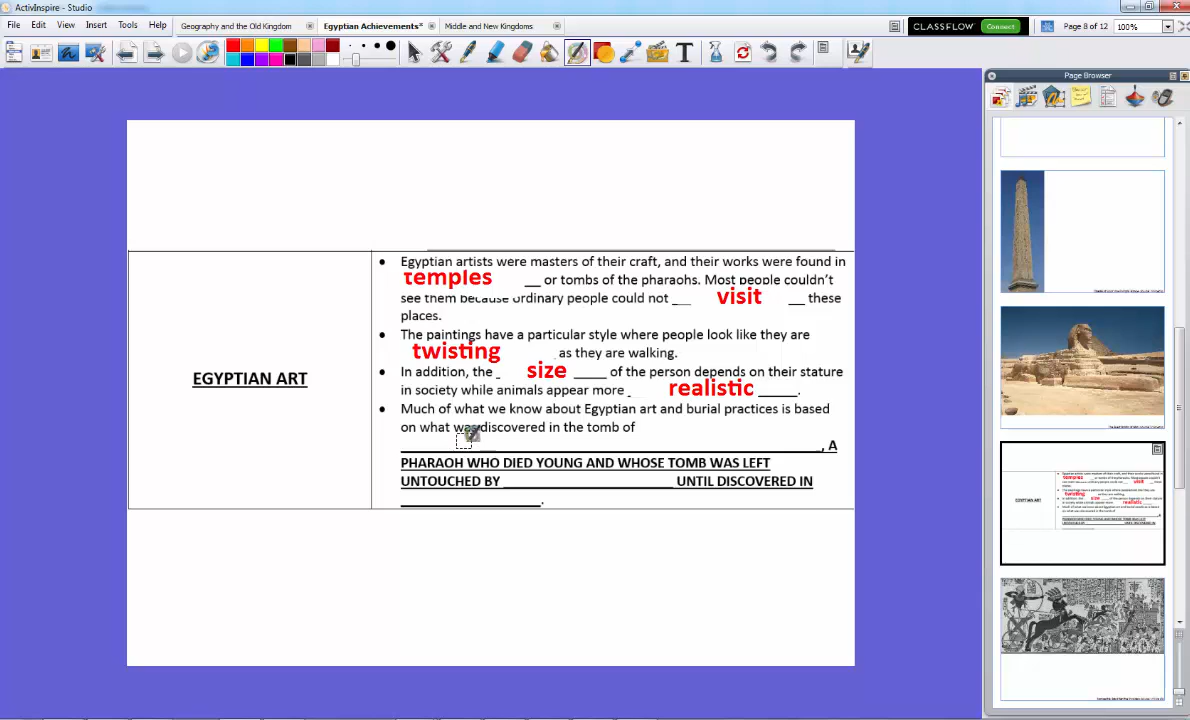 ActivInspire - Studio
File Edit View Insert Tools Help
Geography and the Old Kingdom
Egyptian Achievements*
Middle and New Kingdoms
CLASSFLOW
Connect
Page 8 of 12
100%
Page Browser
EGYPTIAN ART
Egyptian artists were masters of their craft, and their works were found in
temples __ or tombs of the pharaohs. Most people couldn't
see them because ordinary people could not __ visit __ these
places.
The paintings have a particular style where people look like they are
twisting as they are walking.
In addition, the _ size ____ of the person depends on their stature
in society while animals appear more _ realistic _____.
Much of what we know about Egyptian art and burial practices is based
on what was discovered in the tomb of
____________________, A
PHARAOH WHO DIED YOUNG AND WHOSE TOMB WAS LEFT
UNTOUCHED BY ____________________ UNTIL DISCOVERED IN
____________________.